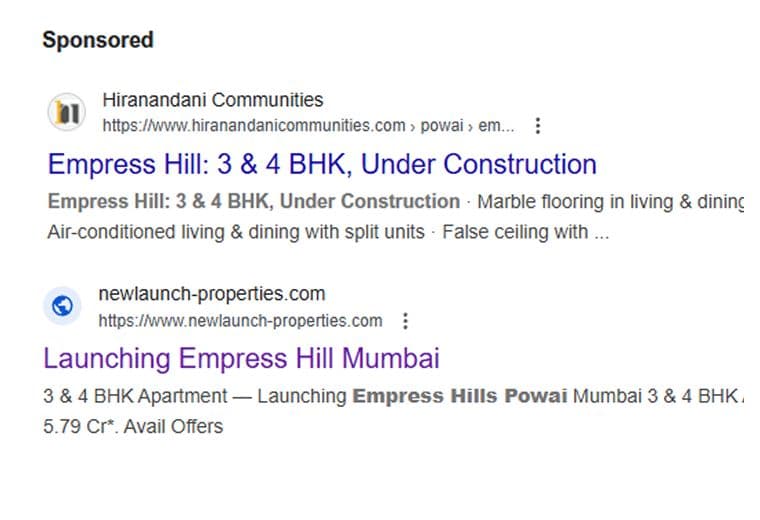 Sponsored
Hiranandani Communities
https://www.hiranandanicommunities.com › powai › em...
Empress Hill: 3 & 4 BHK, Under Construction
Empress Hill: 3 & 4 BHK, Under Construction · Marble flooring in living & dining
Air-conditioned living & dining with split units · False ceiling with ...
newlaunch-properties.com
https://www.newlaunch-properties.com
Launching Empress Hill Mumbai
3 & 4 BHK Apartment — Launching Empress Hills Powai Mumbai 3 & 4 BHK
5.79 Cr*. Avail Offers